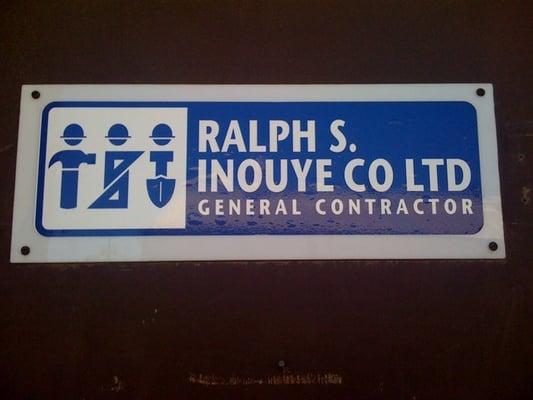 RALPH S.
INOUYE CO LTD
GENERAL CONTRACTOR